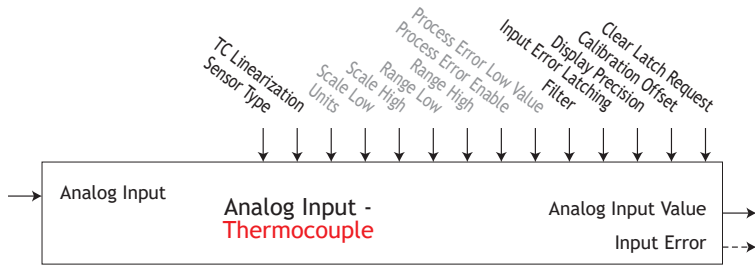 Sensor Type
TC Linearization
Units
Scale Low
Scale High
Range Low
Range High
Process Error Enable
Process Error Low Value
Filter
Input Error Latching
Display Precision
Calibration Offset
Clear Latch Request
Analog Input
Analog Input -
Thermocouple
Analog Input Value
Input Error